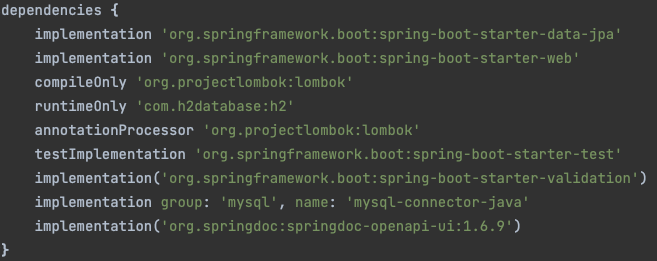 dependencies {
    implementation 'org.springframework.boot:spring-boot-starter-data-jpa'
    implementation 'org.springframework.boot:spring-boot-starter-web'
    compileOnly 'org.projectlombok:lombok'
    runtimeOnly 'com.h2database:h2'
    annotationProcessor 'org.projectlombok:lombok'
    testImplementation 'org.springframework.boot:spring-boot-starter-test'
    implementation('org.springframework.boot:spring-boot-starter-validation')
    implementation group: 'mysql', name: 'mysql-connector-java'
    implementation('org.springdoc:springdoc-openapi-ui:1.6.9')
}